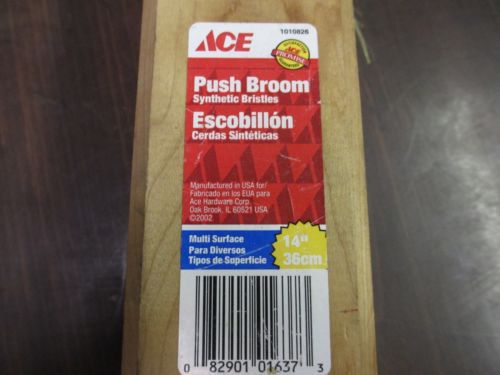 ACE
1010826
ACE
PROMISE
Push Broom
Synthetic Bristles
Escobillón
Cerdas Sintéticas
Manufactured in USA for/
Fabricado en los EUA para
Ace Hardware Corp.
Oak Brook, IL 60521 USA
©2002
Multi Surface
Para Diversos
Tipos de Superficie
14"
36cm
0 82901 01637 3